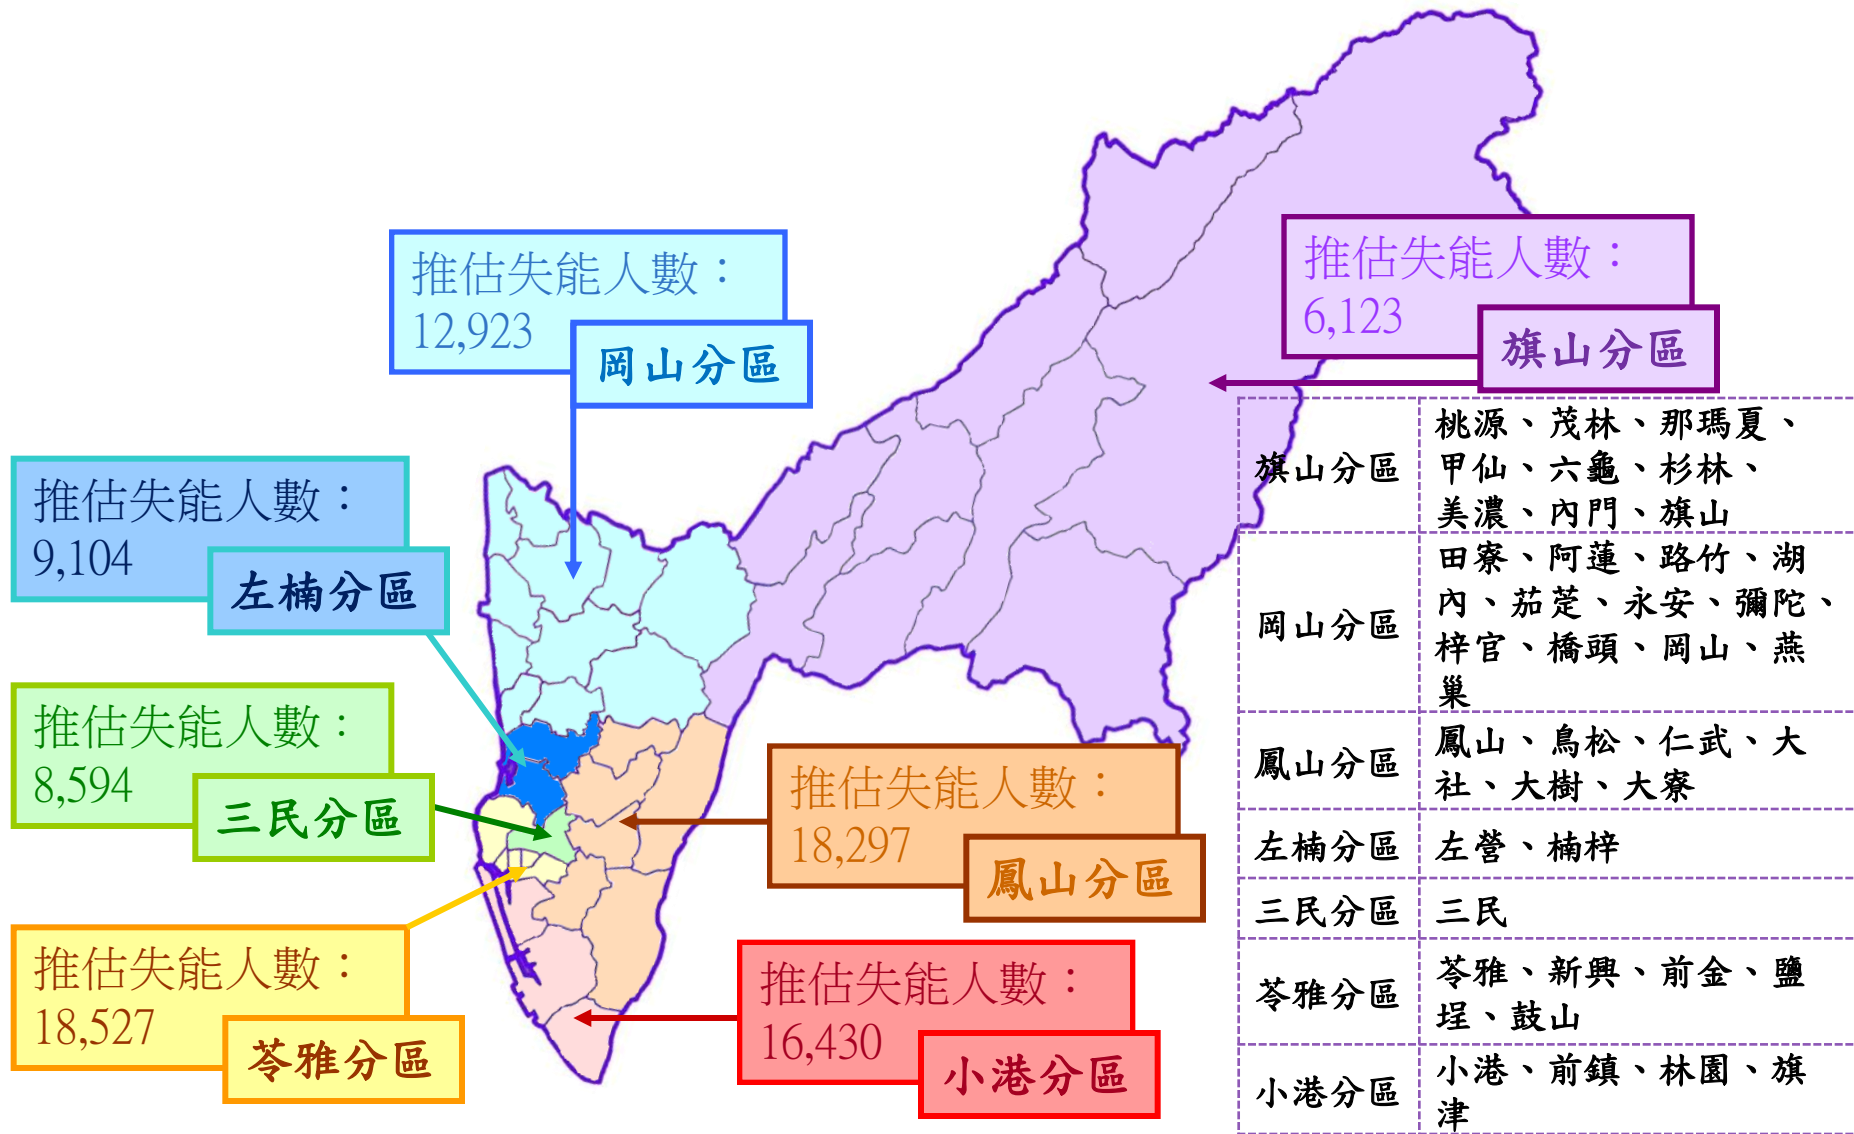 推估失能人數：
12,923
岡山分區
推估失能人數：
6,123
旗山分區
推估失能人數：
9,104
左楠分區
推估失能人數：
8,594
三民分區
推估失能人數：
18,297
鳳山分區
推估失能人數：
18,527
苓雅分區
推估失能人數：
16,430
小港分區
旗山分區
桃源、茂林、那瑪夏、
甲仙、六龜、杉林、
美濃、內門、旗山
岡山分區
田寮、阿蓮、路竹、湖
內、茄萣、永安、彌陀、
梓官、橋頭、岡山、燕
巢
鳳山分區
鳳山、鳥松、仁武、大
社、大樹、大寮
左楠分區
左營、楠梓
三民分區
三民
苓雅分區
苓雅、新興、前金、鹽
埕、鼓山
小港分區
小港、前鎮、林園、旗
津